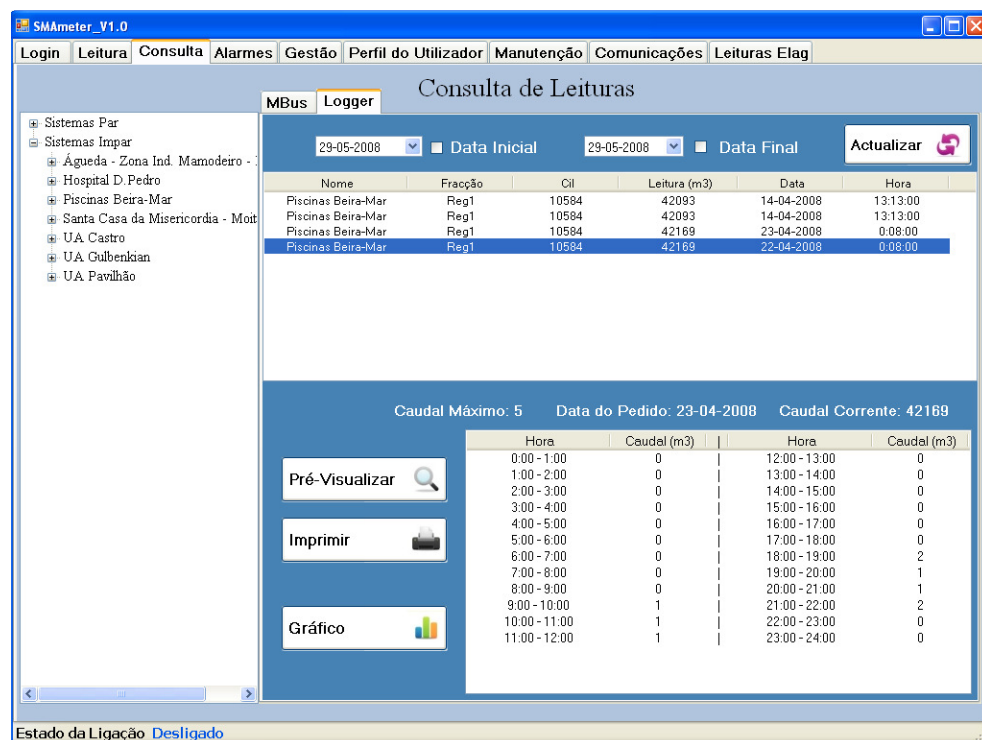 SMAmeter_V1.0
Login Leitura Consulta Alarmes Gestão Perfil do Utilizador Manutenção Comunicações Leituras Elag
Consulta de Leituras
MBus Logger
Sistemas Par
Sistemas Impar
Águeda - Zona Ind. Mamodeiro -
Hospital D.Pedro
Piscinas Beira-Mar
Santa Casa da Misericordia - Moit
UA Castro
UA Gulbenkian
UA Pavilhão
29-05-2008 Data Inicial 29-05-2008 Data Final Actualizar
Nome Fracção Cil Leitura (m3) Data Hora
Piscinas Beira-Mar Reg1 10584 42093 14-04-2008 13:13:00
Piscinas Beira-Mar Reg1 10584 42093 14-04-2008 13:13:00
Piscinas Beira-Mar Reg1 10584 42169 23-04-2008 0:08:00
Piscinas Beira-Mar Reg1 10584 42169 22-04-2008 0:08:00
Caudal Máximo: 5 Data do Pedido: 23-04-2008 Caudal Corrente: 42169
Pré-Visualizar
Imprimir
Gráfico
Hora Caudal (m3) | Hora Caudal (m3)
0:00 - 1:00 0 | 12:00 - 13:00 0
1:00 - 2:00 0 | 13:00 - 14:00 0
2:00 - 3:00 0 | 14:00 - 15:00 0
3:00 - 4:00 0 | 15:00 - 16:00 0
4:00 - 5:00 0 | 16:00 - 17:00 0
5:00 - 6:00 0 | 17:00 - 18:00 0
6:00 - 7:00 0 | 18:00 - 19:00 2
7:00 - 8:00 0 | 19:00 - 20:00 1
8:00 - 9:00 0 | 20:00 - 21:00 1
9:00 - 10:00 1 | 21:00 - 22:00 2
10:00 - 11:00 1 | 22:00 - 23:00 0
11:00 - 12:00 1 | 23:00 - 24:00 0
Estado da Ligação Desligado